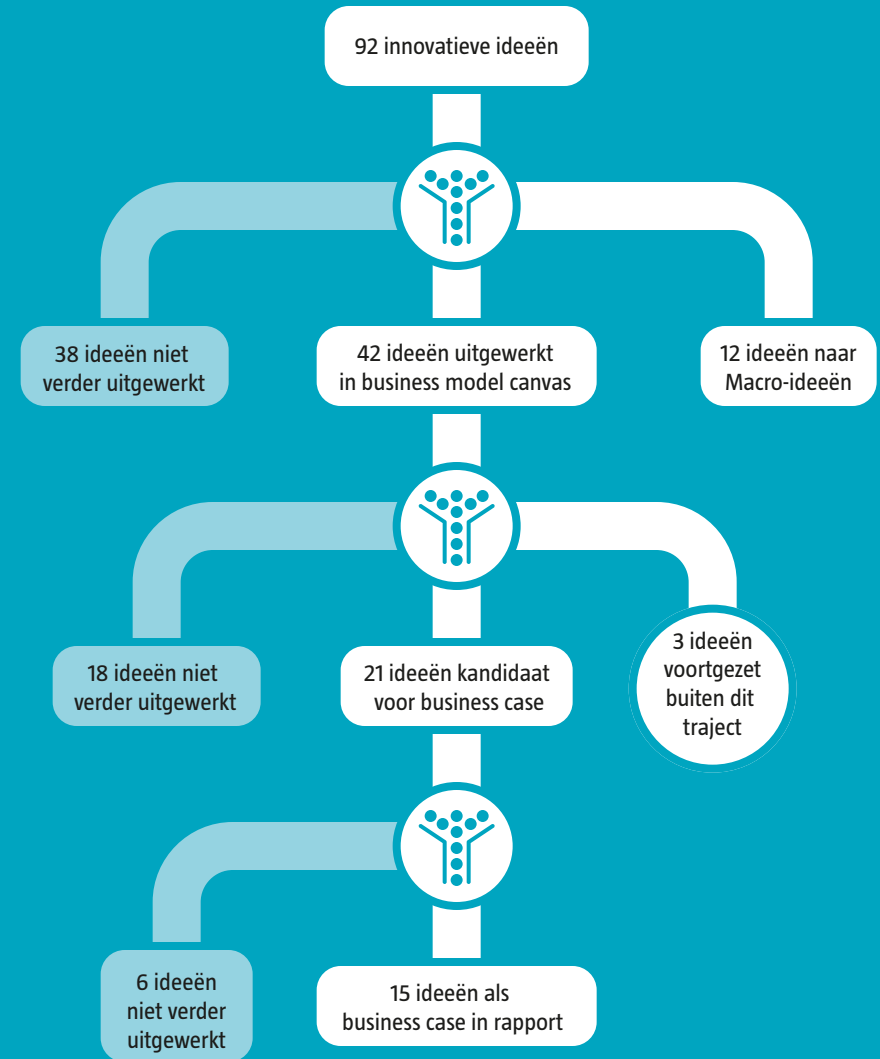 92 innovatieve ideeën
38 ideeën niet
verder uitgewerkt
42 ideeën uitgewerkt
in business model canvas
12 ideeën naar
Macro-ideeën
18 ideeën niet
verder uitgewerkt
21 ideeën kandidaat
voor business case
3 ideeën
voortgezet
buiten dit
traject
6 ideeën
niet verder
uitgewerkt
15 ideeën als
business case in rapport